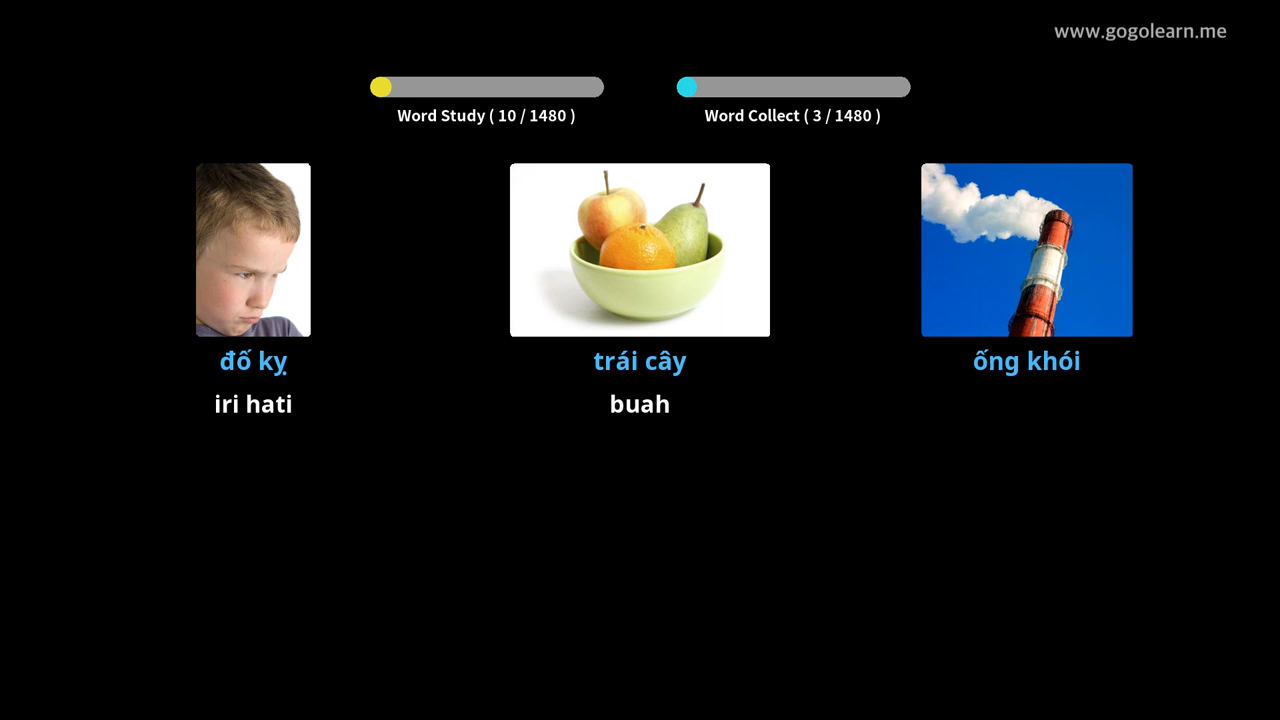 www.gogolearn.me
Word Study ( 10 / 1480 )
Word Collect ( 3 / 1480 )
đố kỵ
trái cây
ống khói
iri hati
buah